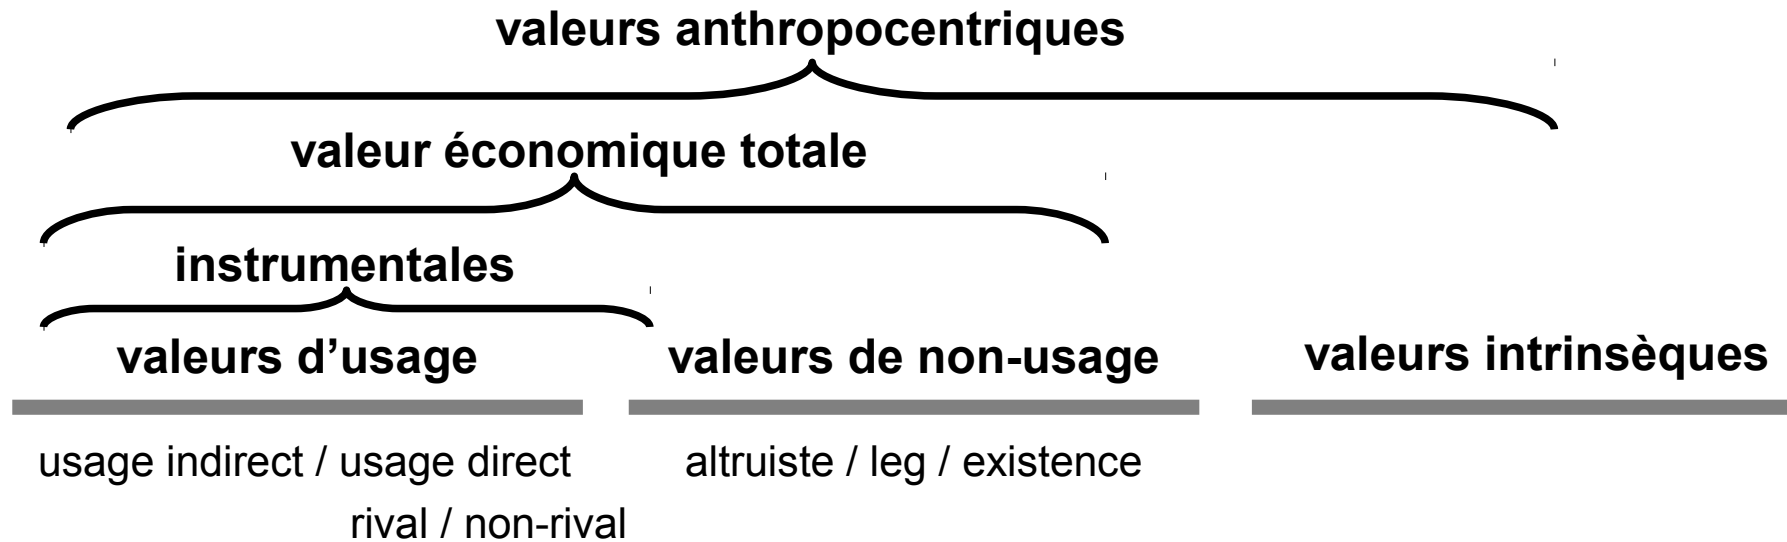 valeurs anthropocentriques
valeur économique totale
instrumentales
valeurs d’usage
valeurs de non-usage
valeurs intrinsèques
usage indirect / usage direct
altruiste / leg / existence
rival / non-rival